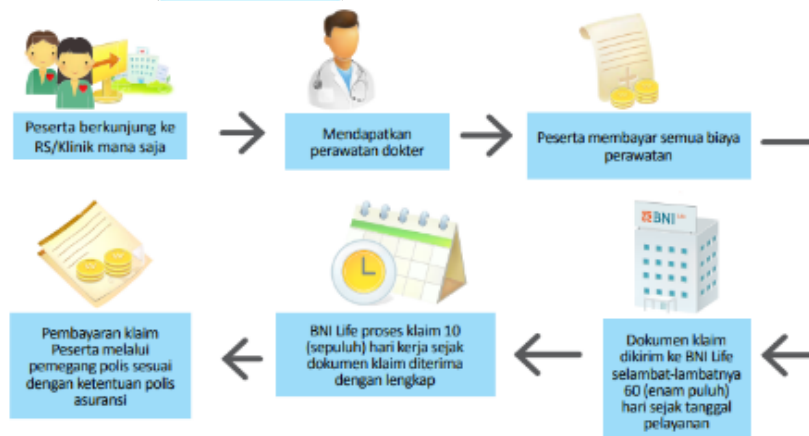 Peserta berkunjung ke
RS/Klinik mana saja
Mendapatkan
perawatan dokter
Peserta membayar semua biaya
perawatan
BNI Life
Dokumen klaim
dikirim ke BNI Life
selambat-lambatnya
60 (enam puluh)
hari sejak tanggal
pelayanan
BNI Life proses klaim 10
(sepuluh) hari kerja sejak
dokumen klaim diterima
dengan lengkap
Pembayaran klaim
Peserta melalui
pemegang polis sesuai
dengan ketentuan polis
asuransi